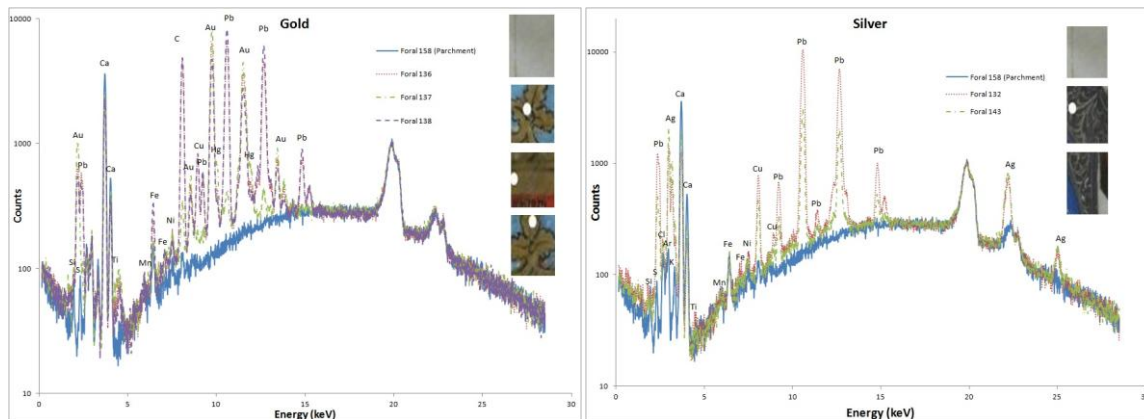 Gold
Counts
10000
1000
100
10
0
5
10
15
20
25
30
Energy (keV)
Foral 158 (Parchment)
Foral 136
Foral 137
Foral 138
Si
S
Au
Pb
Ca
Ca
Ti
Mn
Fe
Fe
Ni
C
Au
Cu
Pb
Au
Hg
Pb
Au
Hg
Pb
Au
Pb
Silver
Counts
10000
1000
100
10
0
5
10
15
20
25
30
Energy (keV)
Foral 158 (Parchment)
Foral 132
Foral 143
Si
S
Pb
Cl
Ar
Ag
K
Ca
Ca
Ti
Mn
Fe
Fe
Ni
Cu
Cu
Pb
Pb
Pb
Pb
Pb
Ag
Ag